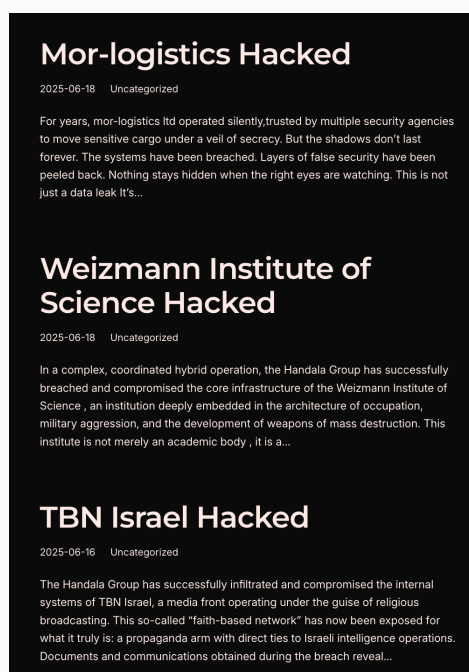 Mor-logistics Hacked
2025-06-18 Uncategorized
For years, mor-logistics ltd operated silently,trusted by multiple security agencies
to move sensitive cargo under a veil of secrecy. But the shadows don’t last
forever. The systems have been breached. Layers of false security have been
peeled back. Nothing stays hidden when the right eyes are watching. This is not
just a data leak It’s...
Weizmann Institute of
Science Hacked
2025-06-18 Uncategorized
In a complex, coordinated hybrid operation, the Handala Group has successfully
breached and compromised the core infrastructure of the Weizmann Institute of
Science , an institution deeply embedded in the architecture of occupation,
military aggression, and the development of weapons of mass destruction. This
institute is not merely an academic body , it is a...
TBN Israel Hacked
2025-06-16 Uncategorized
The Handala Group has successfully infiltrated and compromised the internal
systems of TBN Israel, a media front operating under the guise of religious
broadcasting. This so-called “faith-based network” has now been exposed for
what it truly is: a propaganda arm with direct ties to Israeli intelligence operations.
Documents and communications obtained during the breach reveal...